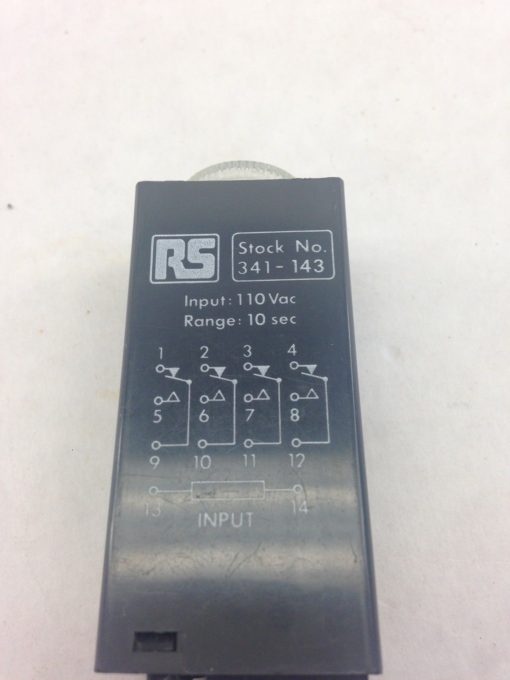 RS
Stock No.
341-143
Input: 110 Vac
Range: 10 sec
1 2 3 4
5 6 7 8
9 10 11 12
13 14
INPUT